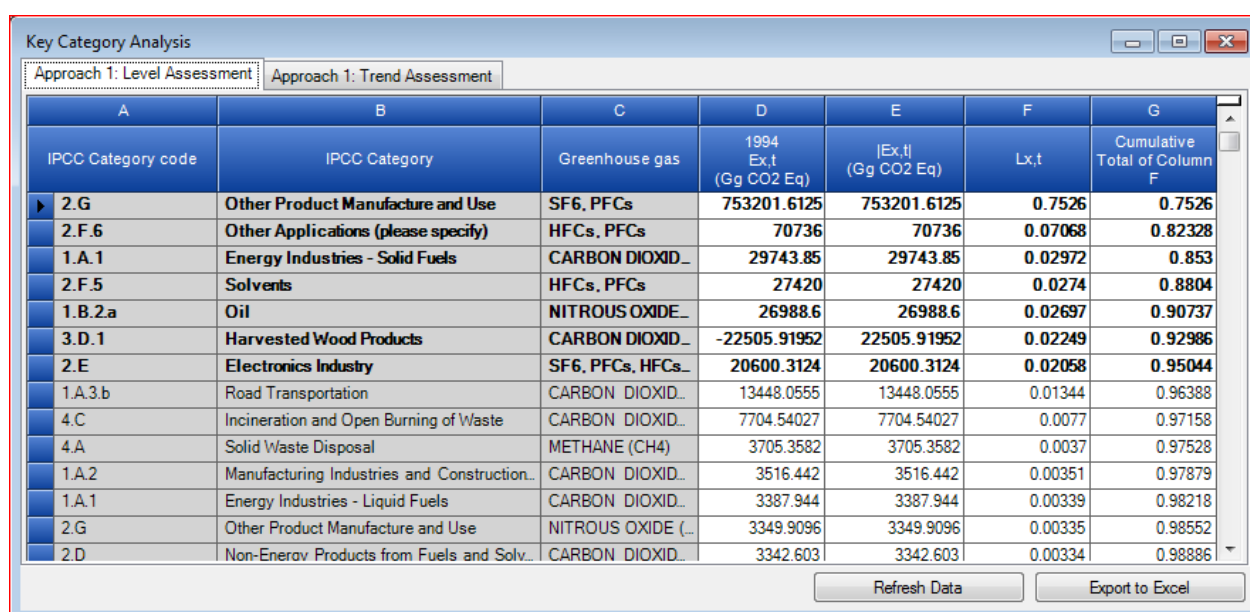 Key Category Analysis
Approach 1: Level Assessment Approach 1: Trend Assessment
A B C D E F G
IPCC Category code IPCC Category Greenhouse gas 1994 Ex,t (Gg CO2 Eq) |Ex,t| (Gg CO2 Eq) Lx,t Cumulative Total of Column F
2.G Other Product Manufacture and Use SF6, PFCs 753201.6125 753201.6125 0.7526 0.7526
2.F.6 Other Applications (please specify) HFCs, PFCs 70736 70736 0.07068 0.82328
1.A.1 Energy Industries - Solid Fuels CARBON DIOXID... 29743.85 29743.85 0.02972 0.853
2.F.5 Solvents HFCs, PFCs 27420 27420 0.0274 0.8804
1.B.2.a Oil NITROUS OXIDE... 26988.6 26988.6 0.02697 0.90737
3.D.1 Harvested Wood Products CARBON DIOXID... -22505.91952 22505.91952 0.02249 0.92986
2.E Electronics Industry SF6, PFCs, HFCs... 20600.3124 20600.3124 0.02058 0.95044
1.A.3.b Road Transportation CARBON DIOXID... 13448.0555 13448.0555 0.01344 0.96388
4.C Incineration and Open Burning of Waste CARBON DIOXID... 7704.54027 7704.54027 0.0077 0.97158
4.A Solid Waste Disposal METHANE (CH4) 3705.3582 3705.3582 0.0037 0.97528
1.A.2 Manufacturing Industries and Construction... CARBON DIOXID... 3516.442 3516.442 0.00351 0.97879
1.A.1 Energy Industries - Liquid Fuels CARBON DIOXID... 3387.944 3387.944 0.00339 0.98218
2.G Other Product Manufacture and Use NITROUS OXIDE (... 3349.9096 3349.9096 0.00335 0.98552
2.D Non-Energy Products from Fuels and Solv... CARBON DIOXID... 3342.603 3342.603 0.00334 0.98886
Refresh Data Export to Excel